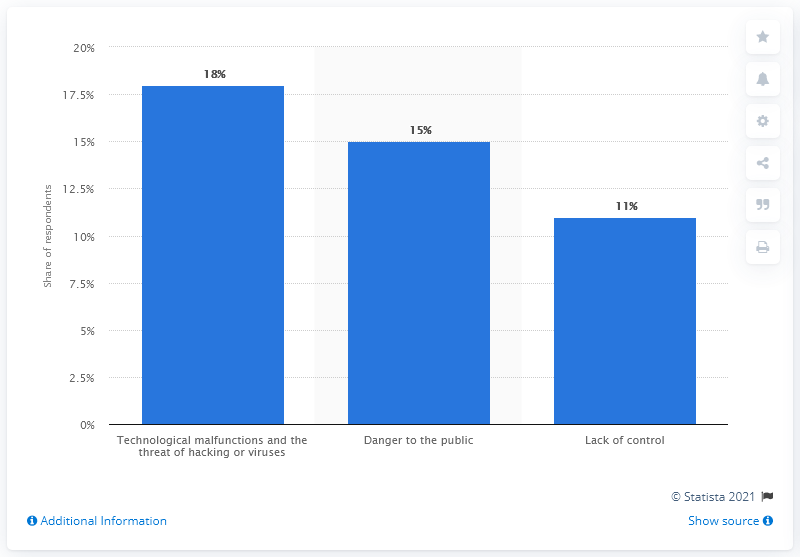 20%
17.5%
15%
12.5%
10%
7.5%
5%
2.5%
0%
Share of respondents
18%
15%
11%
Technological malfunctions and the
threat of hacking or viruses
Danger to the public
Lack of control
© Statista 2021
Additional Information
Show source